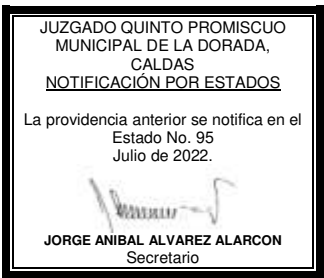 JUZGADO QUINTO PROMISCUO
MUNICIPAL DE LA DORADA,
CALDAS
NOTIFICACIÓN POR ESTADOS
La providencia anterior se notifica en el
Estado No. 95
Julio de 2022.
JORGE ANIBAL ALVAREZ ALARCON
Secretario